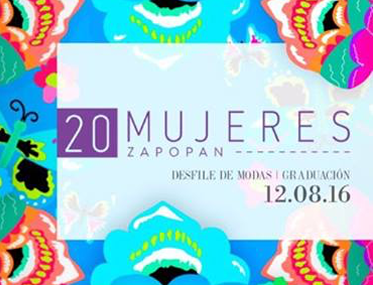 20 MUJERES
ZAPOPAN
DESFILE DE MODAS | GRADUACIÓN
12.08.16